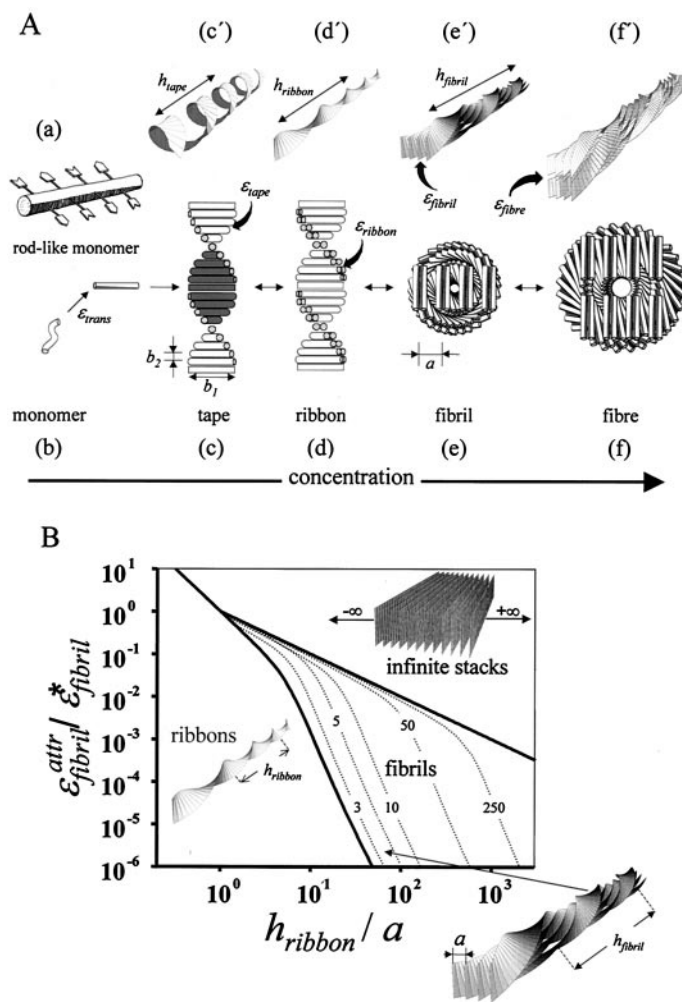 A
(c´) (d´) (e´) (f´)
h_tape h_ribbon h_fibril
(a)
rod-like monomer
ε_tape ε_ribbon ε_fibril ε_fibre
ε_trans
b_2
b_1
a
monomer tape ribbon fibril fibre
(b) (c) (d) (e) (f)
concentration
B
ε^attr_fibril / ε^*_fibril
10^1
10^0
10^-1
10^-2
10^-3
10^-4
10^-5
10^-6
-∞ +∞
infinite stacks
ribbons
h_ribbon
fibrils
3 5 10 50 250
10^0 10^-1 10^2 10^3
h_ribbon / a
a
h_fibril